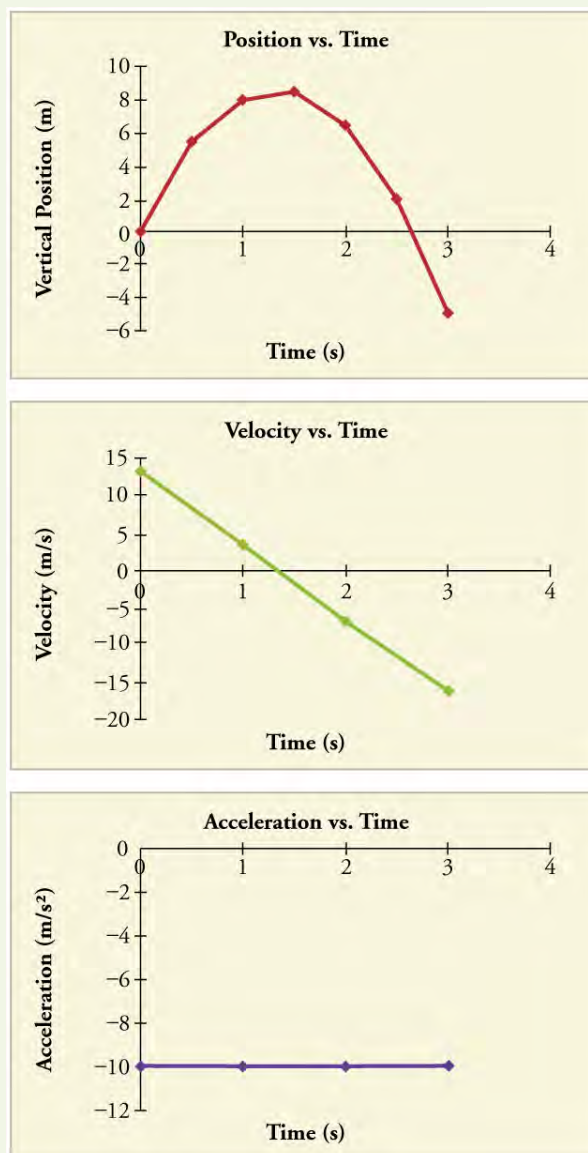 Position vs. Time
Vertical Position (m)
10
8
6
4
2
0
−2
−4
−6
0 1 2 3 4
Time (s)
Velocity vs. Time
Velocity (m/s)
15
10
5
0
−5
−10
−15
−20
0 1 2 3 4
Time (s)
Acceleration vs. Time
Acceleration (m/s²)
0
−2
−4
−6
−8
−10
−12
0 1 2 3 4
Time (s)